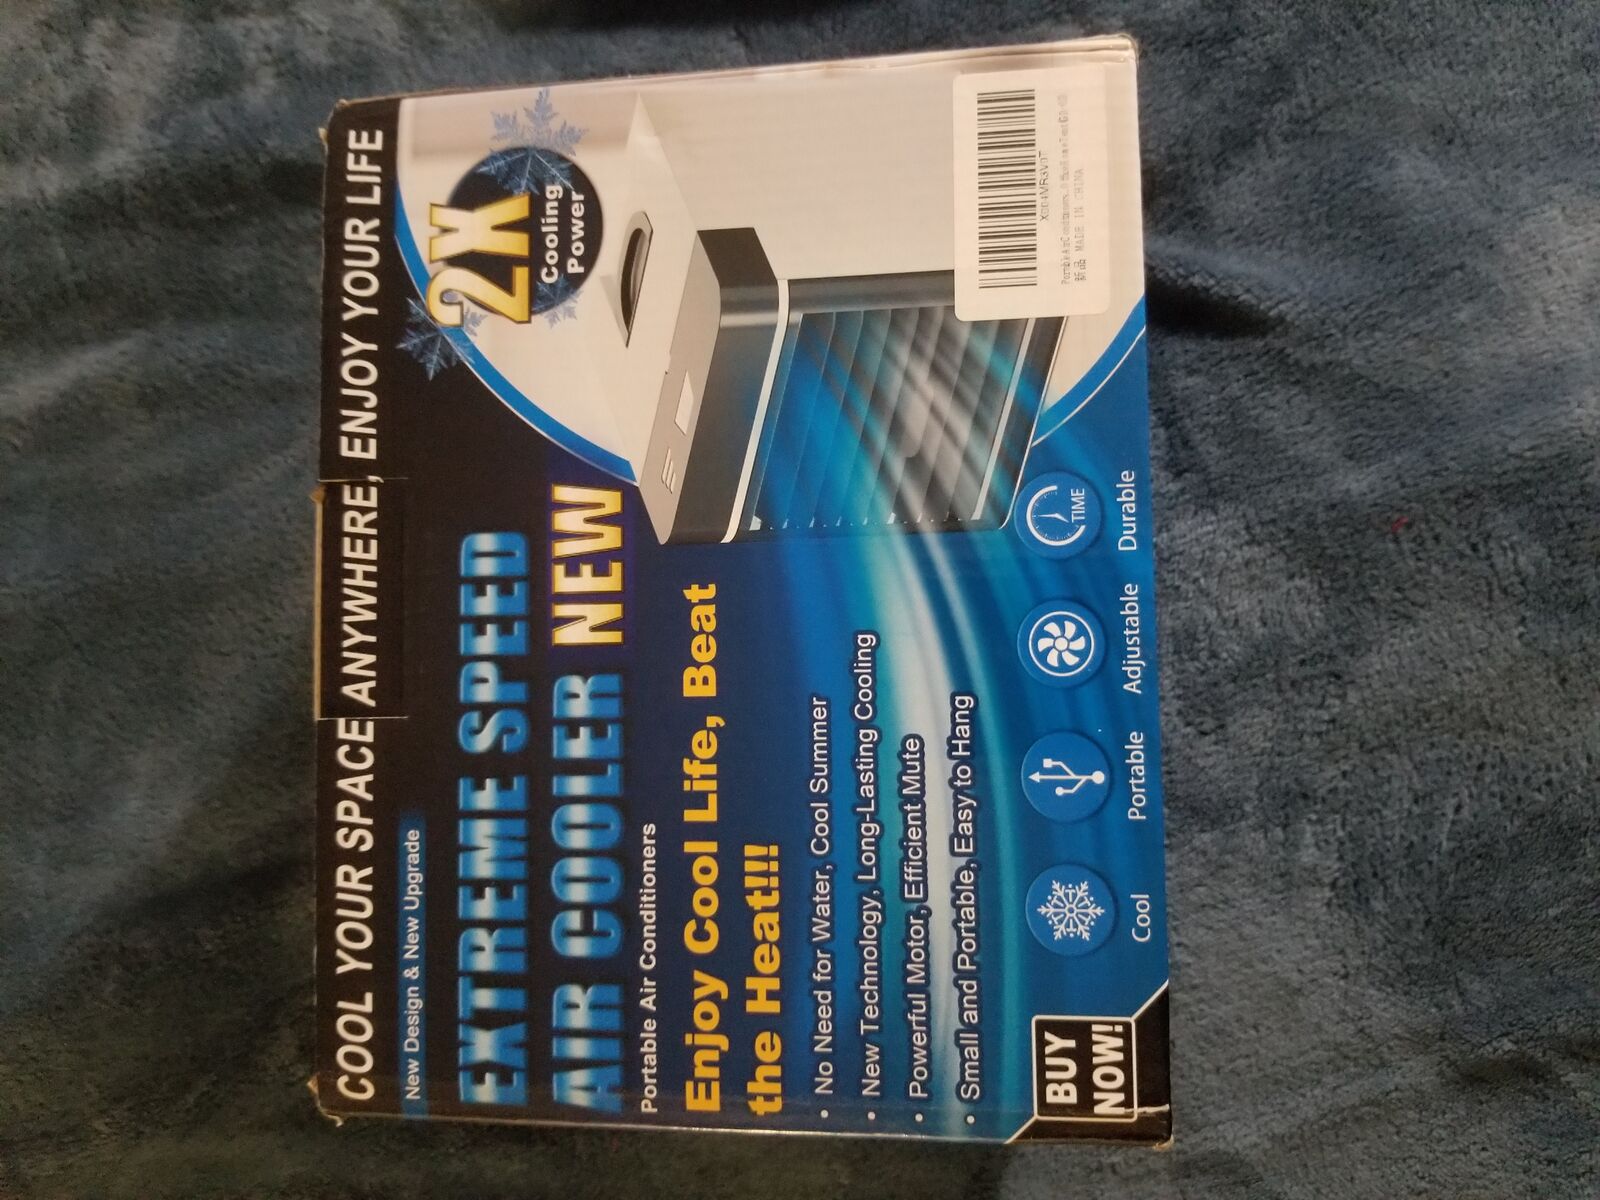 COOL YOUR SPACE ANYWHERE, ENJOY YOUR LIFE
New Design & New Upgrade
EXTREME SPEED
AIR COOLER NEW
Portable Air Conditioners
2X
Cooling
Power
Enjoy Cool Life, Beat
the Heat!!!
• No Need for Water, Cool Summer
• New Technology, Long-Lasting Cooling
• Powerful Motor, Efficient Mute
• Small and Portable, Easy to Hang
TIME
Cool
Portable
Adjustable
Durable
BUY
NOW!
X004MR3V0T
新品 MADE IN CHINA